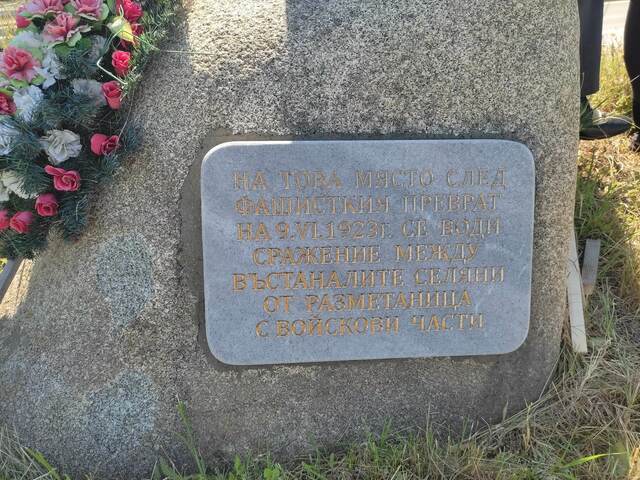 НА ТОВА МЯСТО СЛЕД
ФАШИСТКИЯ ПРЕВРАТ
НА 9.VI.1923г. СЕ ВОДИ
СРАЖЕНИЕ МЕЖДУ
ВЪСТАНАЛИТЕ СЕЛЯНИ
ОТ РАЗМЕТАНИЦА
С ВОЙСКОВИ ЧАСТИ